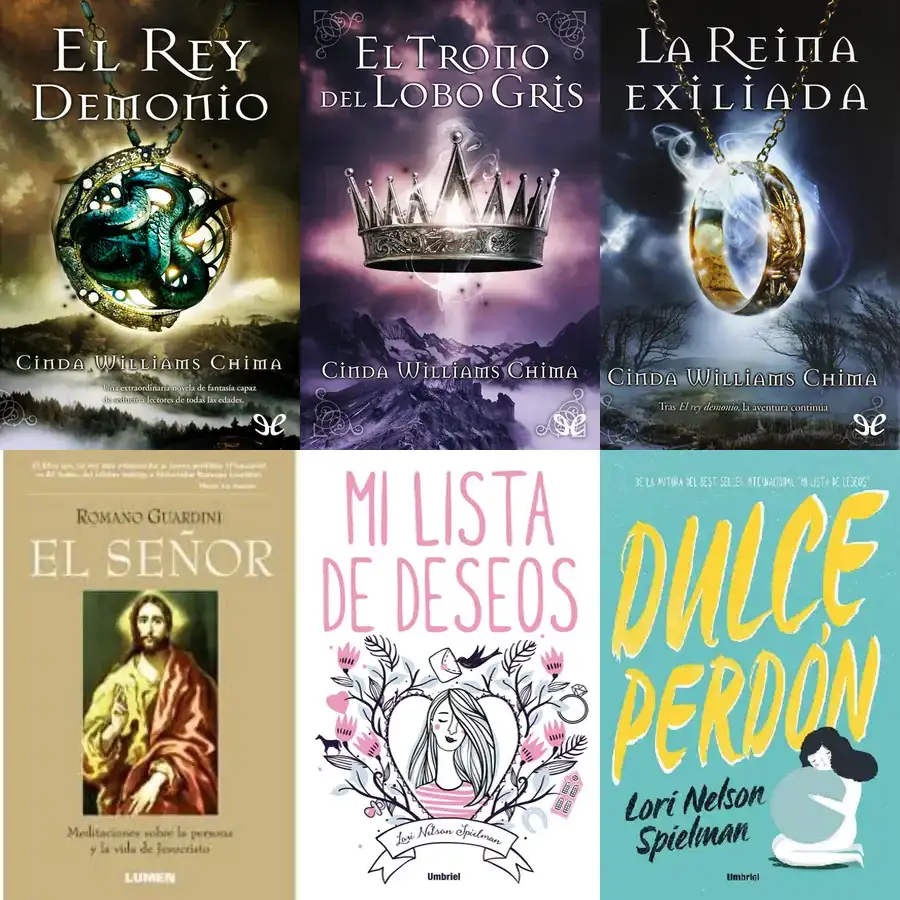 EL REY
DEMONIO
CINDA WILLIAMS CHIMA
Una extraordinaria novela de fantasía capaz
de seducir a lectores de todas las edades.
EL TRONO
DEL LOBO GRIS
CINDA WILLIAMS CHIMA
LA REINA
EXILIADA
CINDA WILLIAMS CHIMA
Tras El rey demonio, la aventura continúa
ROMANO GUARDINI
EL SEÑOR
Meditaciones sobre la persona
y la vida de Jesucristo
LUMEN
MI LISTA
DE DESEOS
Lori Nelson Spielman
Umbriel
DE LA AUTORA DEL BEST SELLER INTERNACIONAL "MI LISTA DE DESEOS"
DULCE
PERDÓN
Lori Nelson
Spielman
Umbriel